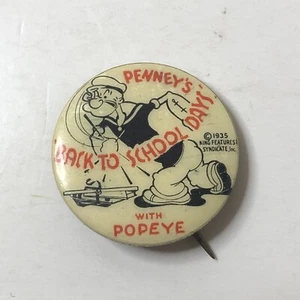 PENNEY'S
BACK TO SCHOOL DAYS
©1935
KING FEATURES
SYNDICATE, Inc.
WITH
POPEYE